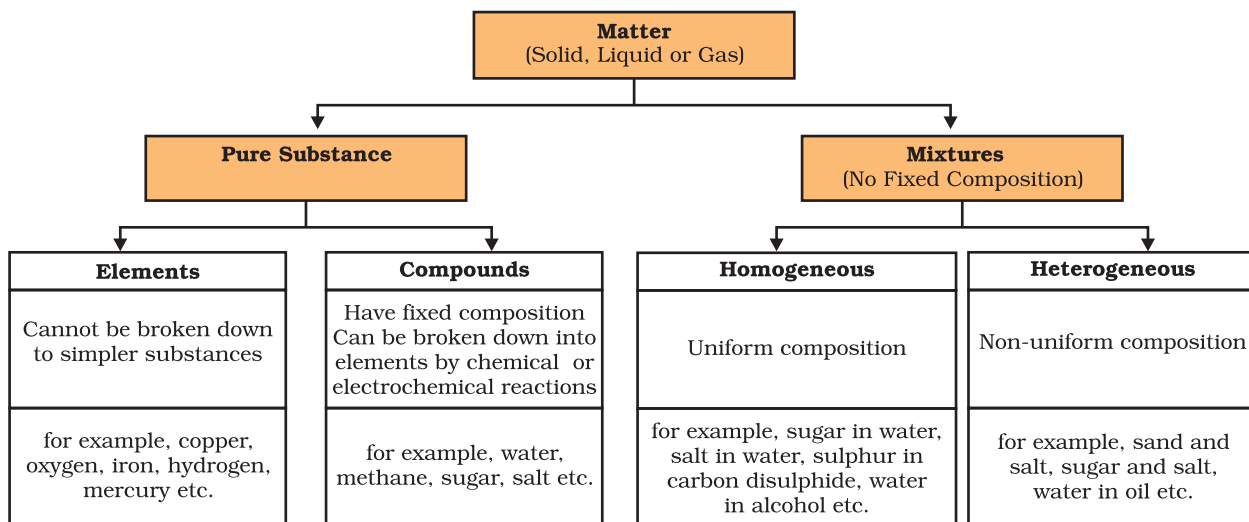 Matter
(Solid, Liquid or Gas)
Pure Substance
Mixtures
(No Fixed Composition)
Elements
Cannot be broken down
to simpler substances
for example, copper,
oxygen, iron, hydrogen,
mercury etc.
Compounds
Have fixed composition
Can be broken down into
elements by chemical or
electrochemical reactions
for example, water,
methane, sugar, salt etc.
Homogeneous
Uniform composition
for example, sugar in water,
salt in water, sulphur in
carbon disulphide, water
in alcohol etc.
Heterogeneous
Non-uniform composition
for example, sand and
salt, sugar and salt,
water in oil etc.